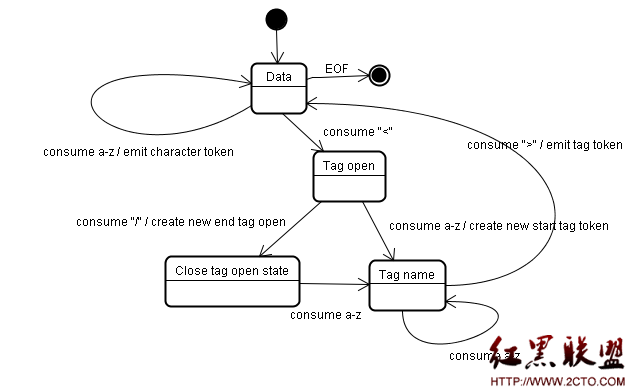 Data
EOF
consume "<"
consume a-z / emit character token
consume ">" / emit tag token
Tag open
consume "/" / create new end tag open
consume a-z / create new start tag token
Close tag open state
Tag name
consume a-z
consume a-z
红黑联盟
HTTP://WWW.2CTO.COM